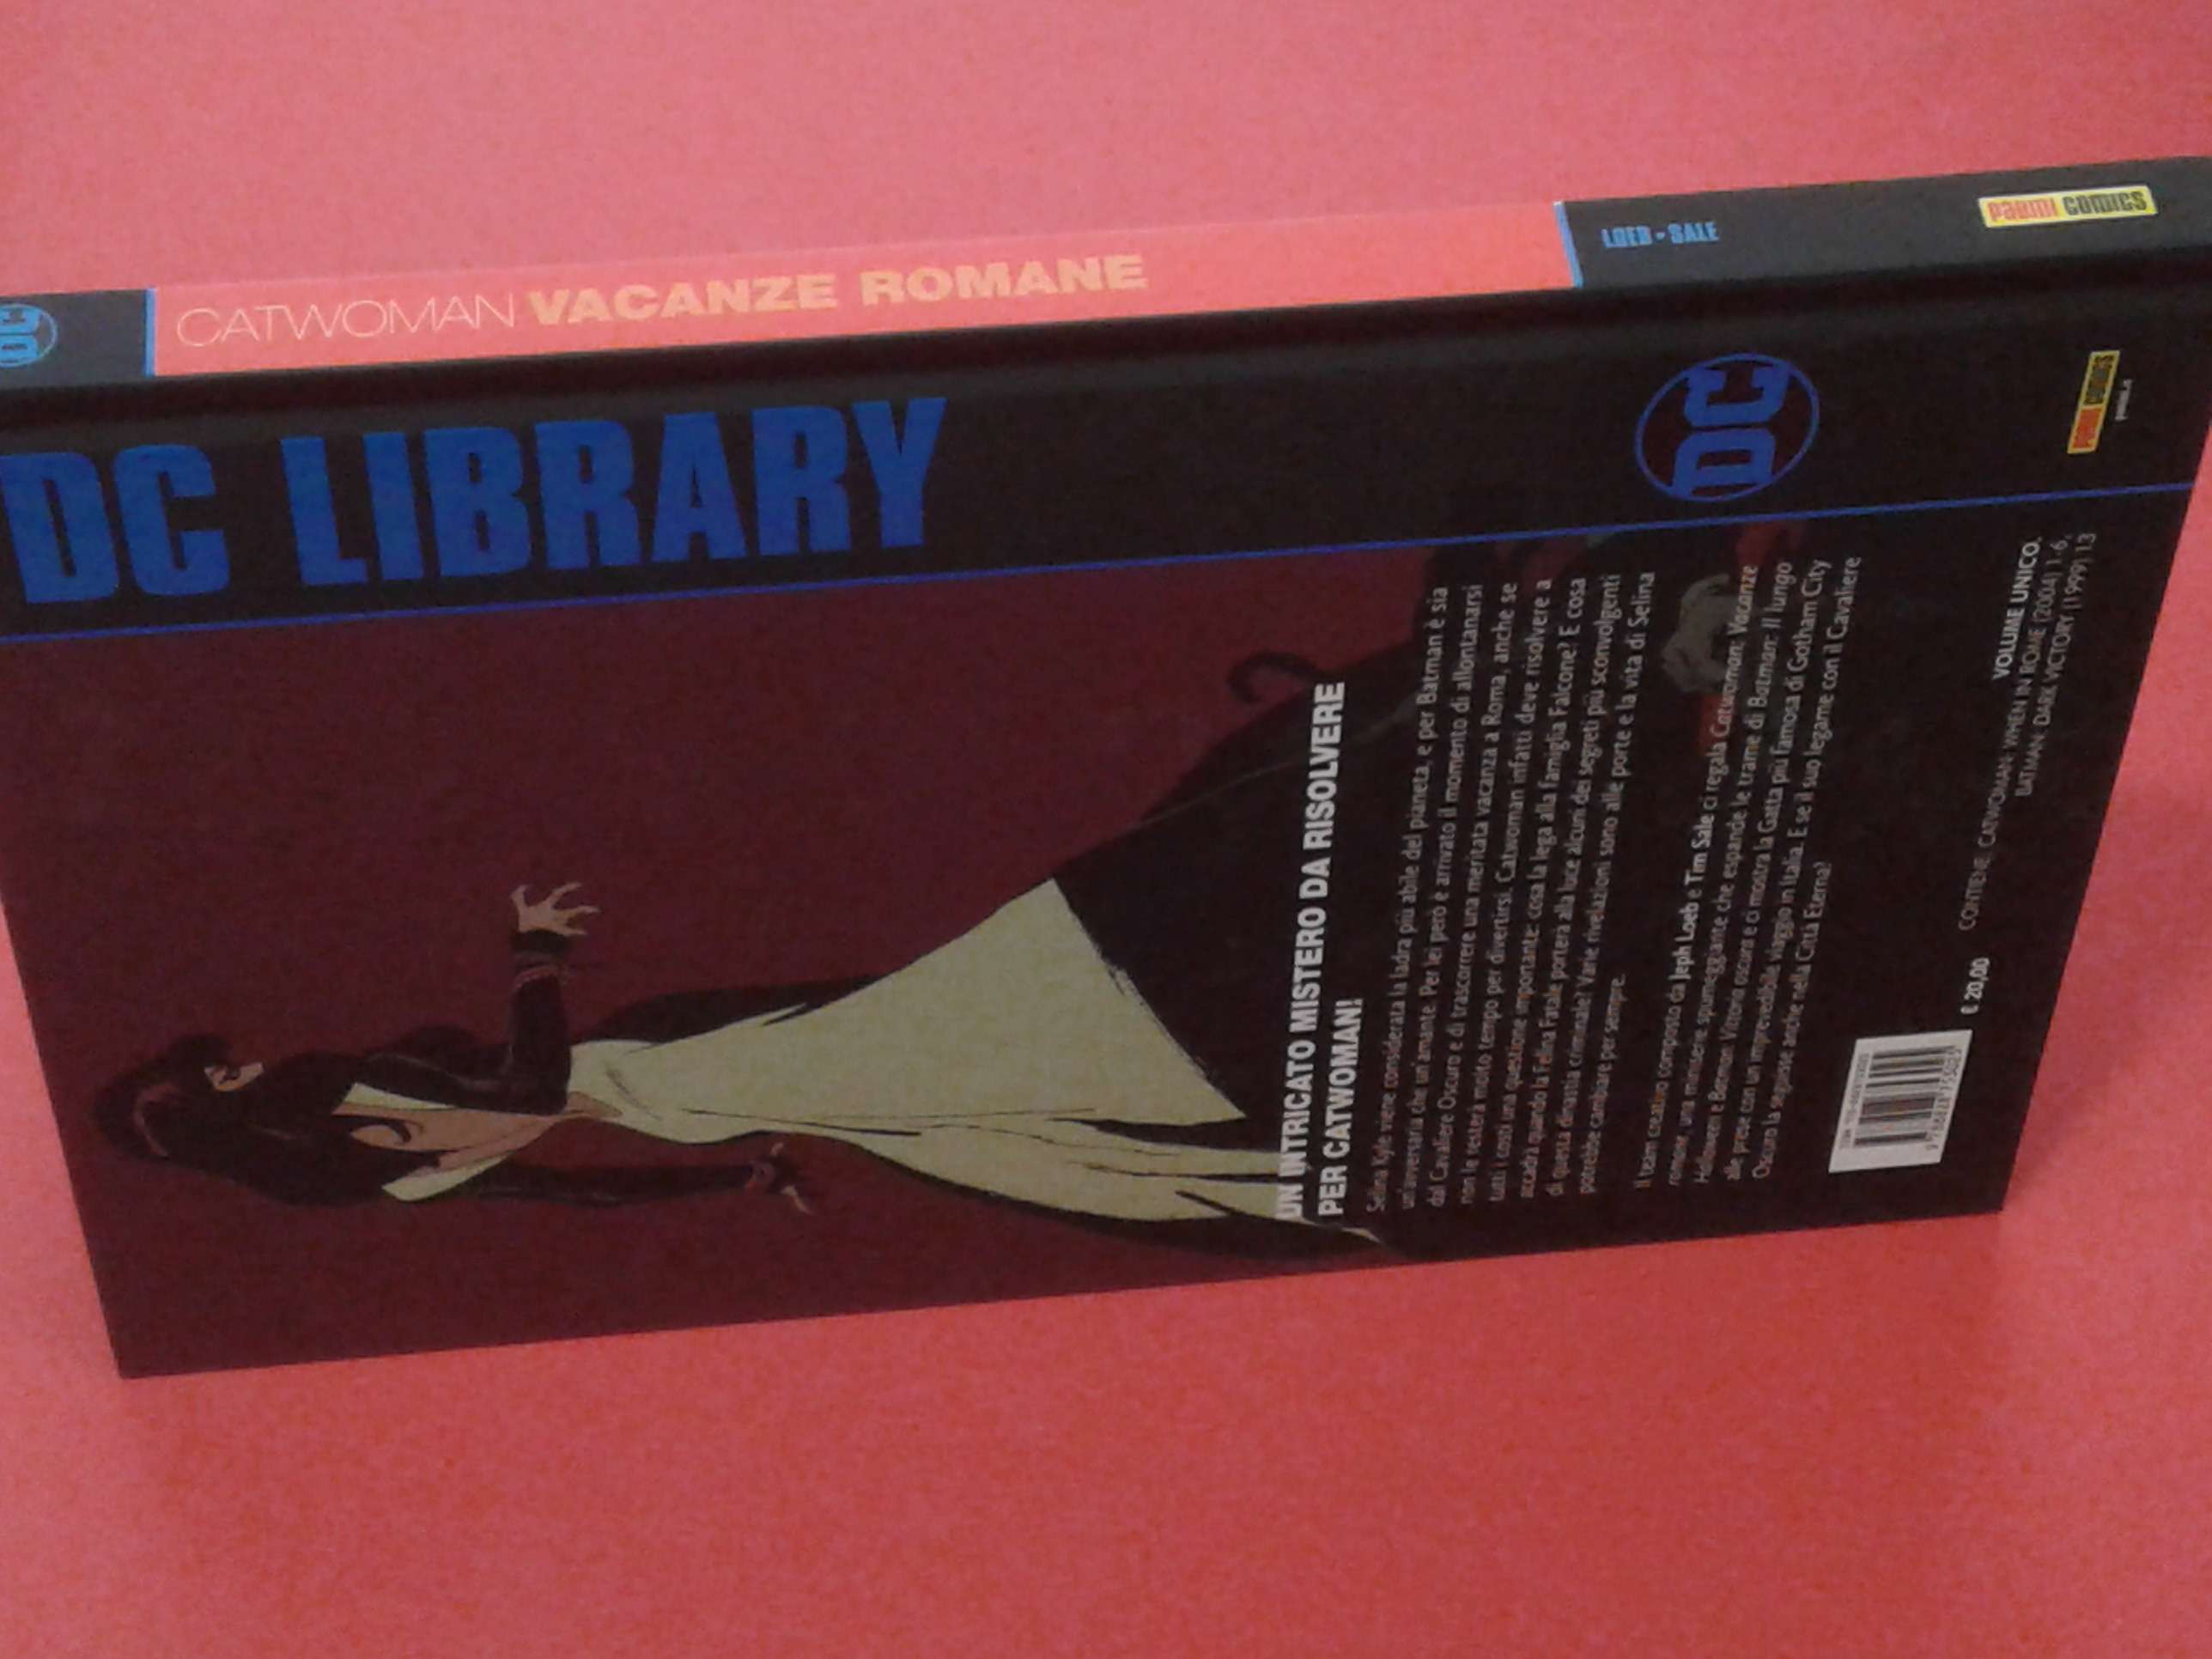 DC
CATWOMAN VACANZE ROMANE
LOEB - SALE
PANINI COMICS
DC LIBRARY
DC
PANINI COMICS
UN INTRICATO MISTERO DA RISOLVERE
PER CATWOMAN!
Selina Kyle viene considerata la ladra più abile del pianeta, e per Batman è sia
un'avversaria che un'amante. Per lei però è arrivato il momento di allontanarsi
dal Cavaliere Oscuro e di trascorrere una meritata vacanza a Roma, anche se
non le resterà molto tempo per divertirsi. Catwoman infatti deve risolvere a
tutti i costi una questione importante: cosa la lega alla famiglia Falcone? E cosa
accadrà quando la Felina Fatale porterà alla luce alcuni dei segreti più sconvolgenti
di questa dinastia criminale? Varie rivelazioni sono alle porte e la vita di Selina
potrebbe cambiare per sempre.
Il team creativo composto da Jeph Loeb e Tim Sale ci regala Catwoman: Vacanze
romane, una miniserie spumeggiante che espande le trame di Batman: Il lungo
Halloween e Batman: Vittoria oscura e ci mostra la Gatta più famosa di Gotham City
alle prese con un imprevedibile viaggio in Italia. E se il suo legame con il Cavaliere
Oscuro la seguisse anche nella Città Eterna?
VOLUME UNICO.
€ 20,00 CONTIENE: CATWOMAN: WHEN IN ROME (2004) 1-6,
BATMAN: DARK VICTORY (1999) 13